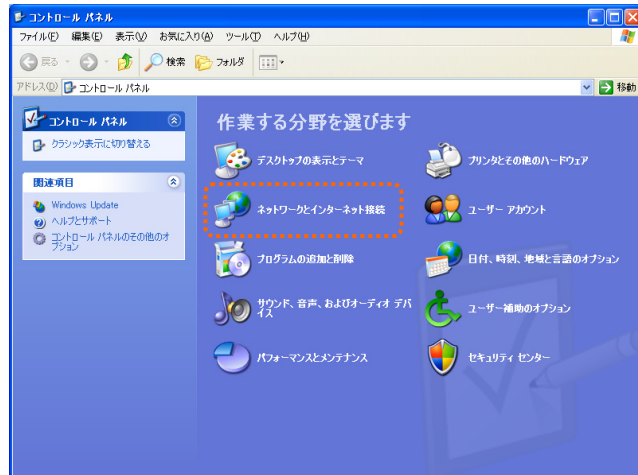 コントロール パネル
ファイル(F) 編集(E) 表示(V) お気に入り(A) ツール(T) ヘルプ(H)
戻る 検索 フォルダ
アドレス(D) コントロール パネル 移動
コントロール パネル
クラシック表示に切り替える
関連項目
Windows Update
ヘルプとサポート
コントロール パネルのその他のオ
プション
作業する分野を選びます
デスクトップの表示とテーマ
プリンタとその他のハードウェア
ネットワークとインターネット接続
ユーザー アカウント
プログラムの追加と削除
日付、時刻、地域と言語のオプション
サウンド、音声、およびオーディオ デバ
イス
ユーザー補助のオプション
パフォーマンスとメンテナンス
セキュリティ センター